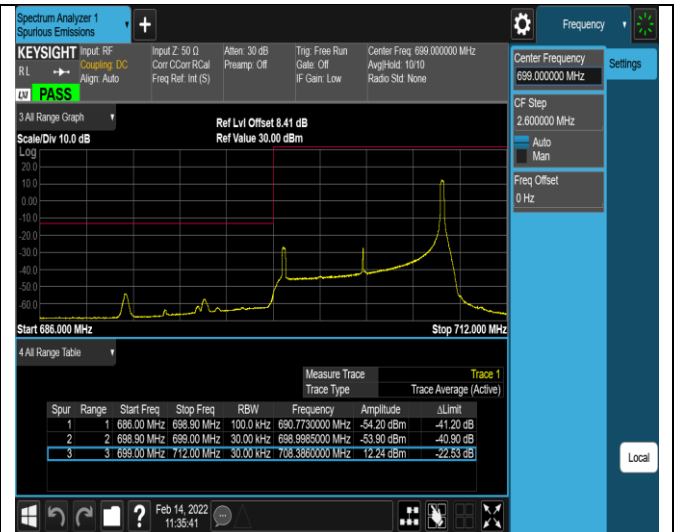 Spectrum Analyzer 1
Spurious Emissions
+
Frequency
KEYSIGHT Input: RF Input Z: 50 Ω Atten: 30 dB Trig: Free Run Center Freq: 699.000000 MHz
RL Coupling: DC Corr CCorr RCal Preamp: Off Gate: Off Avg|Hold: 10/10
Align: Auto Freq Ref: Int (S) IF Gain: Low Radio Std: None
LXI PASS
Center Frequency
699.000000 MHz
Settings
CF Step
2.600000 MHz
Auto
Man
Freq Offset
0 Hz
3 All Range Graph
Ref Lvl Offset 8.41 dB
Scale/Div 10.0 dB Ref Value 30.00 dBm
Log
20.0
10.0
0.00
-10.0
-20.0
-30.0
-40.0
-50.0
-60.0
Start 686.000 MHz Stop 712.000 MHz
4 All Range Table
Measure Trace Trace 1
Trace Type Trace Average (Active)
Spur Range Start Freq Stop Freq RBW Frequency Amplitude ΔLimit
1 1 686.00 MHz 698.90 MHz 100.0 kHz 690.7730000 MHz -54.20 dBm -41.20 dB
2 2 698.90 MHz 699.00 MHz 30.00 kHz 698.9985000 MHz -53.90 dBm -40.90 dB
3 3 699.00 MHz 712.00 MHz 30.00 kHz 708.3860000 MHz 12.24 dBm -22.53 dB
Local
? Feb 14, 2022
11:35:41